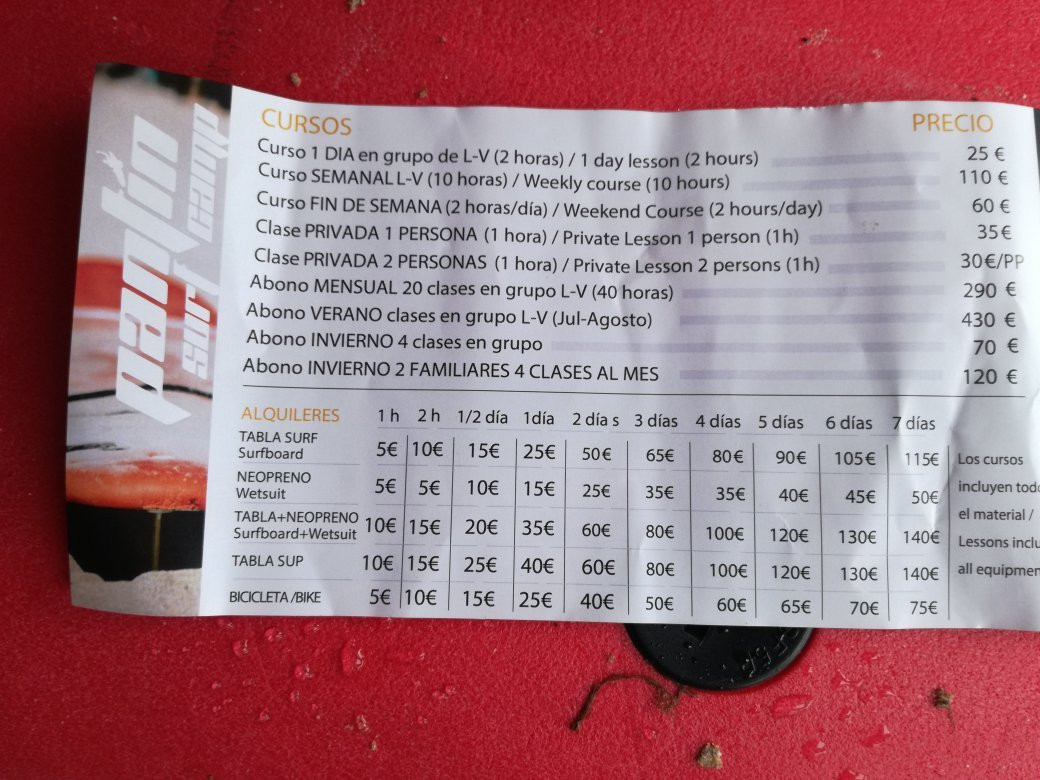 pantín
surf camp
CURSOS PRECIO
Curso 1 DIA en grupo de L-V (2 horas) / 1 day lesson (2 hours) 25 €
Curso SEMANAL L-V (10 horas) / Weekly course (10 hours) 110 €
Curso FIN DE SEMANA (2 horas/día) / Weekend Course (2 hours/day) 60 €
Clase PRIVADA 1 PERSONA (1 hora) / Private Lesson 1 person (1h) 35€
Clase PRIVADA 2 PERSONAS (1 hora) / Private Lesson 2 persons (1h) 30€/PP
Abono MENSUAL 20 clases en grupo L-V (40 horas) 290 €
Abono VERANO clases en grupo L-V (Jul-Agosto) 430 €
Abono INVIERNO 4 clases en grupo 70 €
Abono INVIERNO 2 FAMILIARES 4 CLASES AL MES 120 €
ALQUILERES 1 h 2 h 1/2 día 1día 2 día s 3 días 4 días 5 días 6 días 7 días
TABLA SURF
Surfboard 5€ 10€ 15€ 25€ 50€ 65€ 80€ 90€ 105€ 115€
NEOPRENO
Wetsuit 5€ 5€ 10€ 15€ 25€ 35€ 35€ 40€ 45€ 50€
TABLA+NEOPRENO
Surfboard+Wetsuit 10€ 15€ 20€ 35€ 60€ 80€ 100€ 120€ 130€ 140€
TABLA SUP 10€ 15€ 25€ 40€ 60€ 80€ 100€ 120€ 130€ 140€
BICICLETA /BIKE 5€ 10€ 15€ 25€ 40€ 50€ 60€ 65€ 70€ 75€
Los cursos
incluyen todo
el material /
Lessons inclu
all equipmen